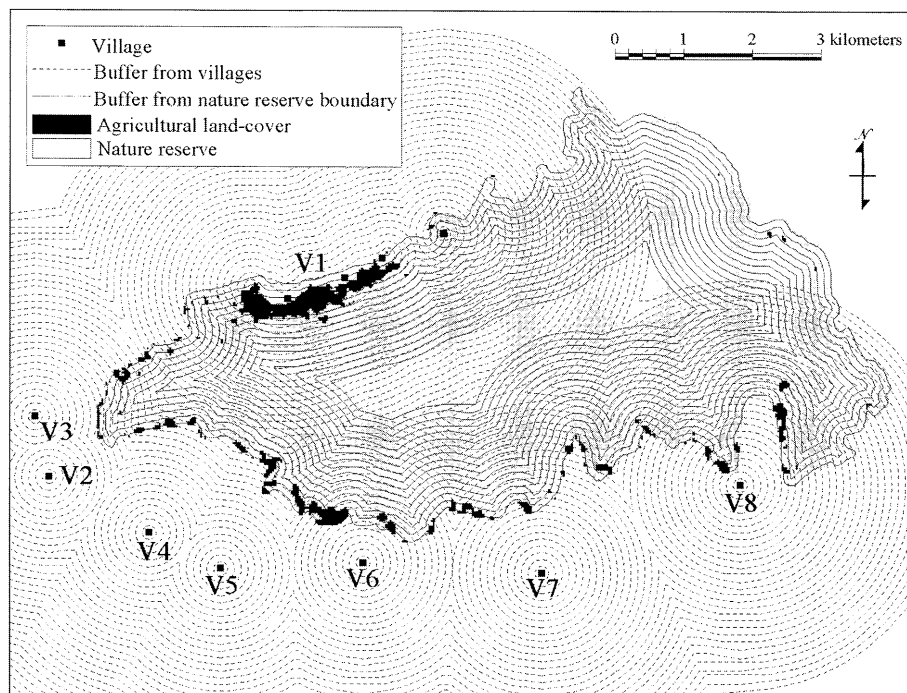 Village
Buffer from villages
Buffer from nature reserve boundary
Agricultural land-cover
Nature reserve
0 1 2 3 kilometers
N
V1
V3
V2
V4
V5
V6
V7
V8